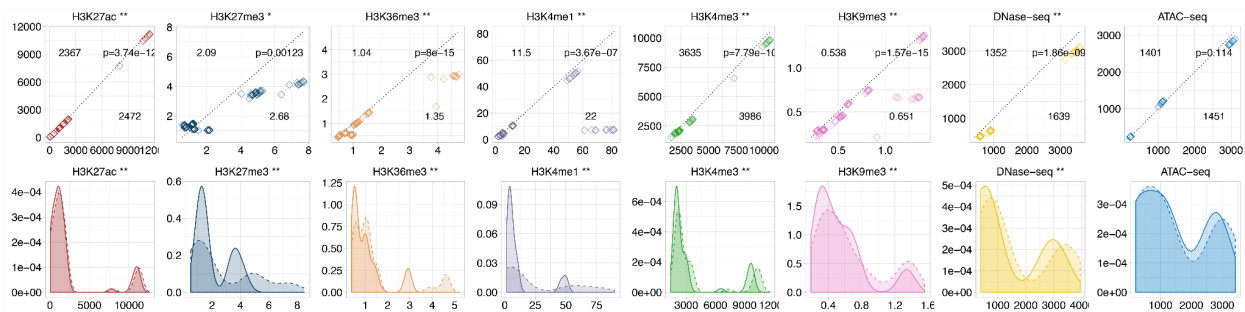 H3K27ac **
H3K27me3 *
H3K36me3 **
H3K4me1 **
H3K4me3 **
H3K9me3 **
DNase−seq **
ATAC−seq
12000
9000
6000
3000
0
2367
p=3.74e−12
2472
0 3000 6000 9000 1200
8
6
4
2
2.09
p=0.00123
2.68
2 4 6 8
4
3
2
1
1.04
p=8e−15
1.35
2 4
80
60
40
20
0
11.5
p=3.67e−07
22
0 20 40 60 80
10000
7500
5000
2500
3635
p=7.79e−10
3986
2500 5000 7500 10000
1.0
0.5
0.538
p=1.57e−15
0.651
0.5 1.0
3000
2000
1000
1352
p=1.86e−09
1639
1000 2000 3000
3000
2000
1000
1401
p=0.114
1451
1000 2000 3000
H3K27ac **
H3K27me3 **
H3K36me3 **
H3K4me1 **
H3K4me3 **
H3K9me3 **
DNase−seq **
ATAC−seq
4e−04
3e−04
2e−04
1e−04
0e+00
0 5000 10000
0.6
0.4
0.2
0.0
2 4 6 8
1.25
1.00
0.75
0.50
0.25
0.00
1 2 3 4 5
0.09
0.06
0.03
0.00
0 25 50 75
4e−04
3e−04
2e−04
1e−04
0e+00
3000 6000 9000 1200
1.5
1.0
0.5
0.0
0.4 0.8 1.2 1.6
5e−04
4e−04
3e−04
2e−04
1e−04
0e+00
1000 2000 3000 400
3e−04
2e−04
1e−04
0e+00
1000 2000 3000